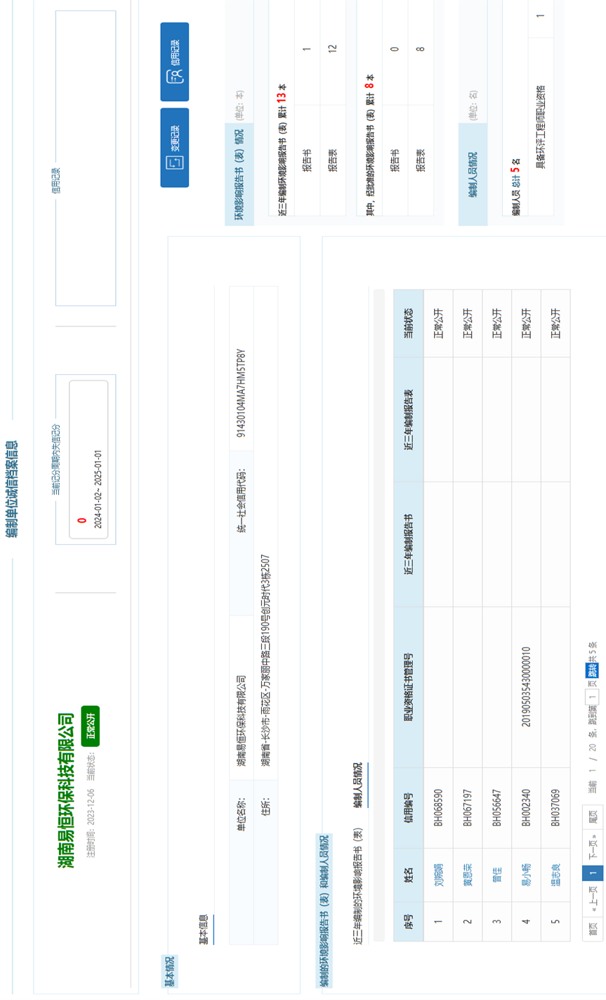 编制单位诚信档案信息
湖南易恒环保科技有限公司
注册时间：2023-12-06 当前状态： 正常公开
当前记分周期内失信记分
0
2024-01-02~ 2025-01-01
信用记录
基本情况
基本信息
单位名称： 湖南易恒环保科技有限公司 统一社会信用代码： 91430104MA7HM5TP8Y
住所： 湖南省-长沙市-雨花区-万家丽中路三段190号创元时代3栋2507
变更记录 信用记录
环境影响报告书（表）情况 （单位：本）
近三年编制环境影响报告书（表）累计 13 本
报告书 1
报告表 12
其中，经批准的环境影响报告书（表）累计 8 本
报告书 0
报告表 8
编制人员情况 （单位：名）
编制人员 总计 5 名
具备环评工程师职业资格 1
编制的环境影响报告书（表）和编制人员情况
近三年编制的环境影响报告书（表） 编制人员情况
序号 姓名 信用编号 职业资格证书管理号 近三年编制报告书 近三年编制报告表 当前状态
1 刘婉娟 BH068590 正常公开
2 黄恩荣 BH067197 正常公开
3 曾佳 BH056647 正常公开
4 易小畅 BH002340 201905035430000010 正常公开
5 温志良 BH037069 正常公开
首页 « 上一页 1 下一页 » 尾页 当前 1 / 20 条，跳到第 1 页 跳转 共 5 条